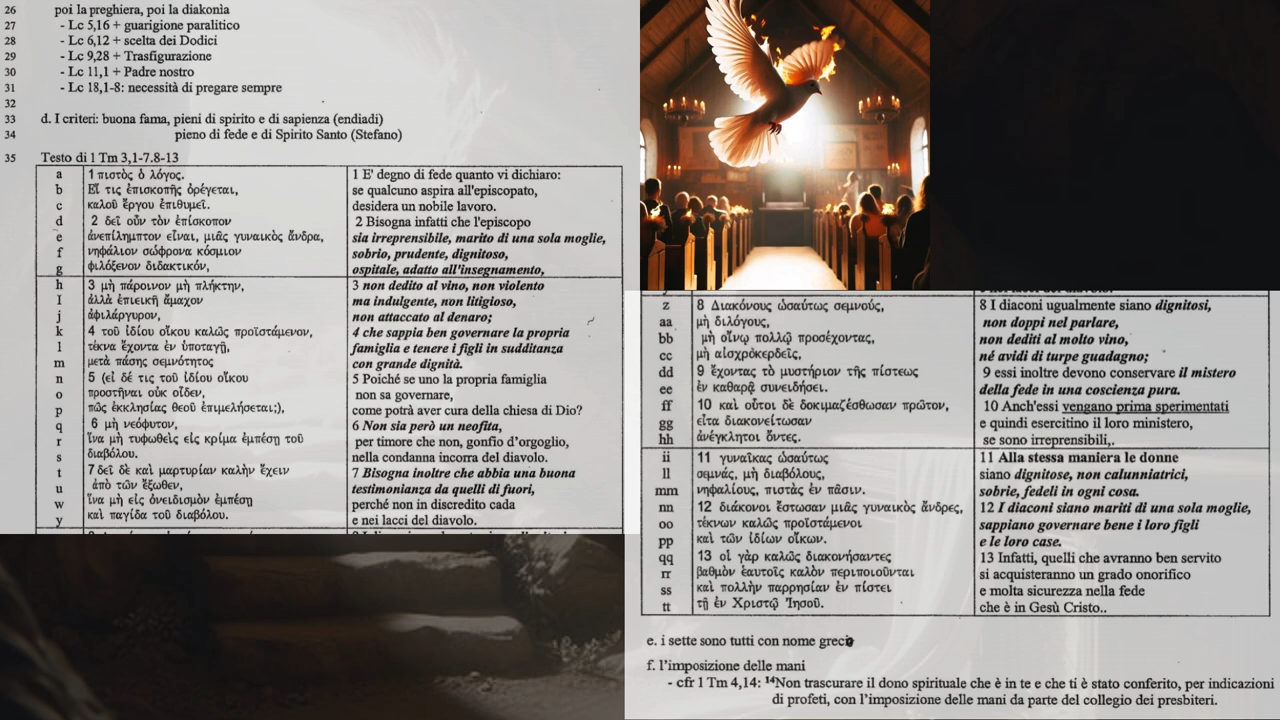 26 poi la preghiera, poi la diakonìa
27 - Lc 5,16 + guarigione paralitico
28 - Lc 6,12 + scelta dei Dodici
29 - Lc 9,28 + Trasfigurazione
30 - Lc 11,1 + Padre nostro
31 - Lc 18,1-8: necessità di pregare sempre
32
33 d. I criteri: buona fama, pieni di spirito e di sapienza (endiadi)
34 pieno di fede e di Spirito Santo (Stefano)
35 Testo di 1 Tm 3,1-7.8-13
a 1 πιστὸς ὁ λόγος. 1 E' degno di fede quanto vi dichiaro:
b Εἴ τις ἐπισκοπῆς ὀρέγεται, se qualcuno aspira all'episcopato,
c καλοῦ ἔργου ἐπιθυμεῖ. desidera un nobile lavoro.
d 2 δεῖ οὖν τὸν ἐπίσκοπον 2 Bisogna infatti che l'episcopo
e ἀνεπίλημπτον εἶναι, μιᾶς γυναικὸς ἄνδρα, sia irreprensibile, marito di una sola moglie,
f νηφάλιον σώφρονα κόσμιον sobrio, prudente, dignitoso,
g φιλόξενον διδακτικόν, ospitale, adatto all'insegnamento,
h 3 μὴ πάροινον μὴ πλήκτην, 3 non dedito al vino, non violento
I ἀλλὰ ἐπιεικῆ ἄμαχον ma indulgente, non litigioso,
j ἀφιλάργυρον, non attaccato al denaro;
k 4 τοῦ ἰδίου οἴκου καλῶς προϊστάμενον, 4 che sappia ben governare la propria
l τέκνα ἔχοντα ἐν ὑποταγῇ, famiglia e tenere i figli in sudditanza
m μετὰ πάσης σεμνότητος con grande dignità.
n 5 (εἰ δέ τις τοῦ ἰδίου οἴκου 5 Poiché se uno la propria famiglia
o προστῆναι οὐκ οἶδεν, non sa governare,
p πῶς ἐκκλησίας θεοῦ ἐπιμελήσεται;), come potrà aver cura della chiesa di Dio?
q 6 μὴ νεόφυτον, 6 Non sia però un neofita,
r ἵνα μὴ τυφωθεὶς εἰς κρίμα ἐμπέσῃ τοῦ per timore che non, gonfio d’orgoglio,
s διαβόλου. nella condanna incorra del diavolo.
t 7 δεῖ δὲ καὶ μαρτυρίαν καλὴν ἔχειν 7 Bisogna inoltre che abbia una buona
u ἀπὸ τῶν ἔξωθεν, testimonianza da quelli di fuori,
w ἵνα μὴ εἰς ὀνειδισμὸν ἐμπέσῃ perché non in discredito cada
y καὶ παγίδα τοῦ διαβόλου. e nei lacci del diavolo.
z 8 Διακόνους ὡσαύτως σεμνούς, 8 I diaconi ugualmente siano dignitosi,
aa μὴ διλόγους, non doppi nel parlare,
bb μὴ οἴνῳ πολλῷ προσέχοντας, non dediti al molto vino,
cc μὴ αἰσχροκερδεῖς, né avidi di turpe guadagno;
dd 9 ἔχοντας τὸ μυστήριον τῆς πίστεως 9 essi inoltre devono conservare il mistero
ee ἐν καθαρᾷ συνειδήσει. della fede in una coscienza pura.
ff 10 καὶ οὗτοι δὲ δοκιμαζέσθωσαν πρῶτον, 10 Anch'essi vengano prima sperimentati
gg εἶτα διακονείτωσαν e quindi esercitino il loro ministero,
hh ἀνέγκλητοι ὄντες. se sono irreprensibili,.
ii 11 γυναῖκας ὡσαύτως 11 Alla stessa maniera le donne
ll σεμνάς, μὴ διαβόλους, siano dignitose, non calunniatrici,
mm νηφαλίους, πιστὰς ἐν πᾶσιν. sobrie, fedeli in ogni cosa.
nn 12 διάκονοι ἔστωσαν μιᾶς γυναικὸς ἄνδρες, 12 I diaconi siano mariti di una sola moglie,
oo τέκνων καλῶς προϊστάμενοι sappiano governare bene i loro figli
pp καὶ τῶν ἰδίων οἴκων. e le loro case.
qq 13 οἱ γὰρ καλῶς διακονήσαντες 13 Infatti, quelli che avranno ben servito
rr βαθμὸν ἑαυτοῖς καλὸν περιποιοῦνται si acquisteranno un grado onorifico
ss καὶ πολλὴν παρρησίαν ἐν πίστει e molta sicurezza nella fede
tt τῇ ἐν Χριστῷ Ἰησοῦ. che è in Gesù Cristo..
e. i sette sono tutti con nome greco
f. l’imposizione delle mani
- cfr 1 Tm 4,14: ¹⁴Non trascurare il dono spirituale che è in te e che ti è stato conferito, per indicazioni
di profeti, con l’imposizione delle mani da parte del collegio dei presbiteri.